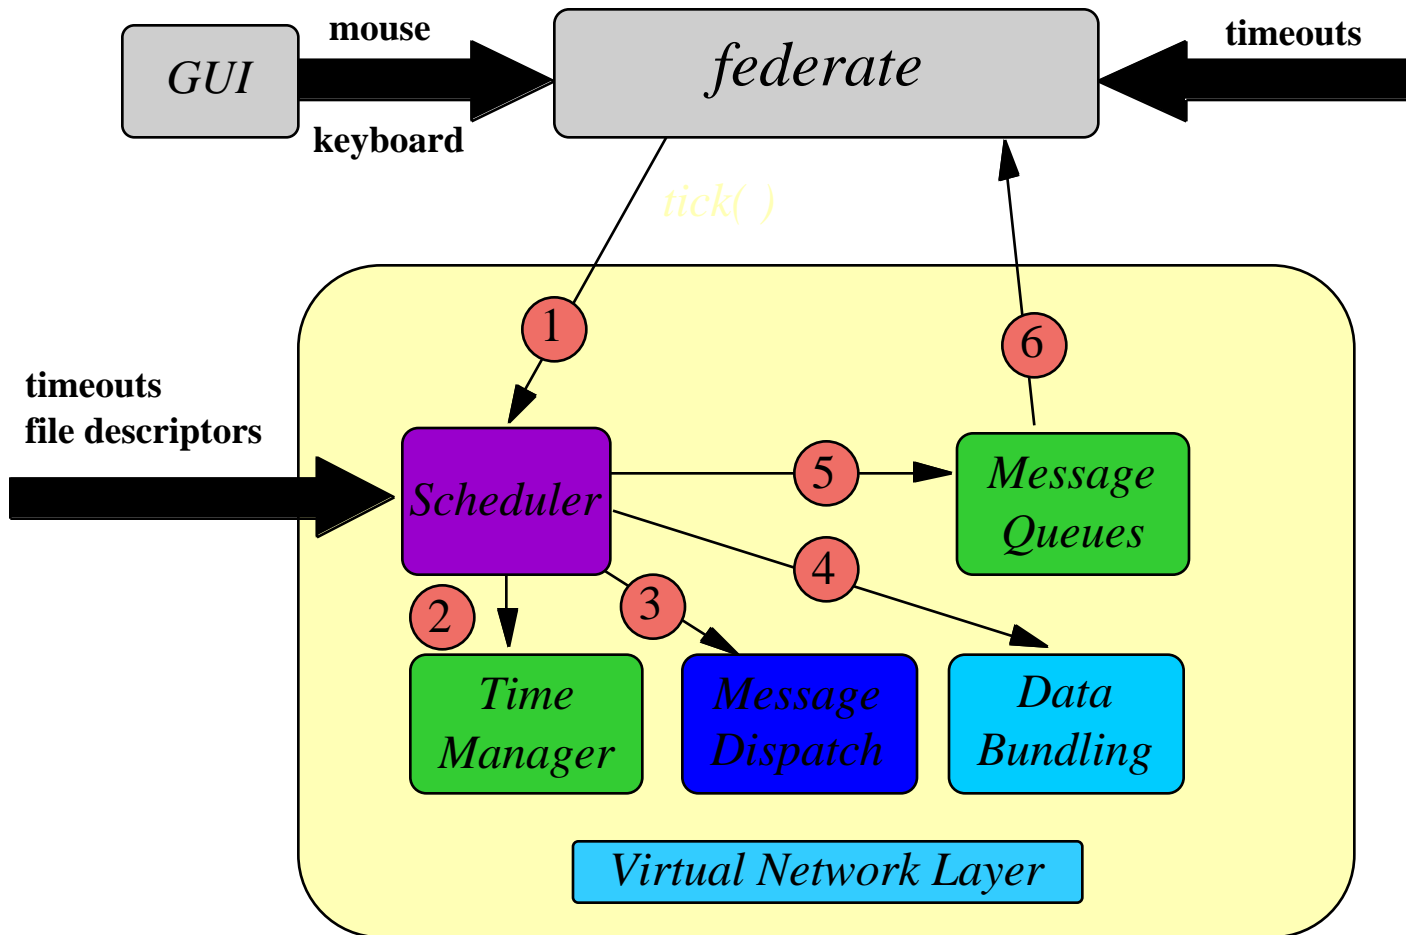 mouse
GUI
federate
timeouts
keyboard
tick( )
1
6
timeouts
file descriptors
Scheduler
5
Message
Queues
4
2
3
Time
Manager
Message
Dispatch
Data
Bundling
Virtual Network Layer